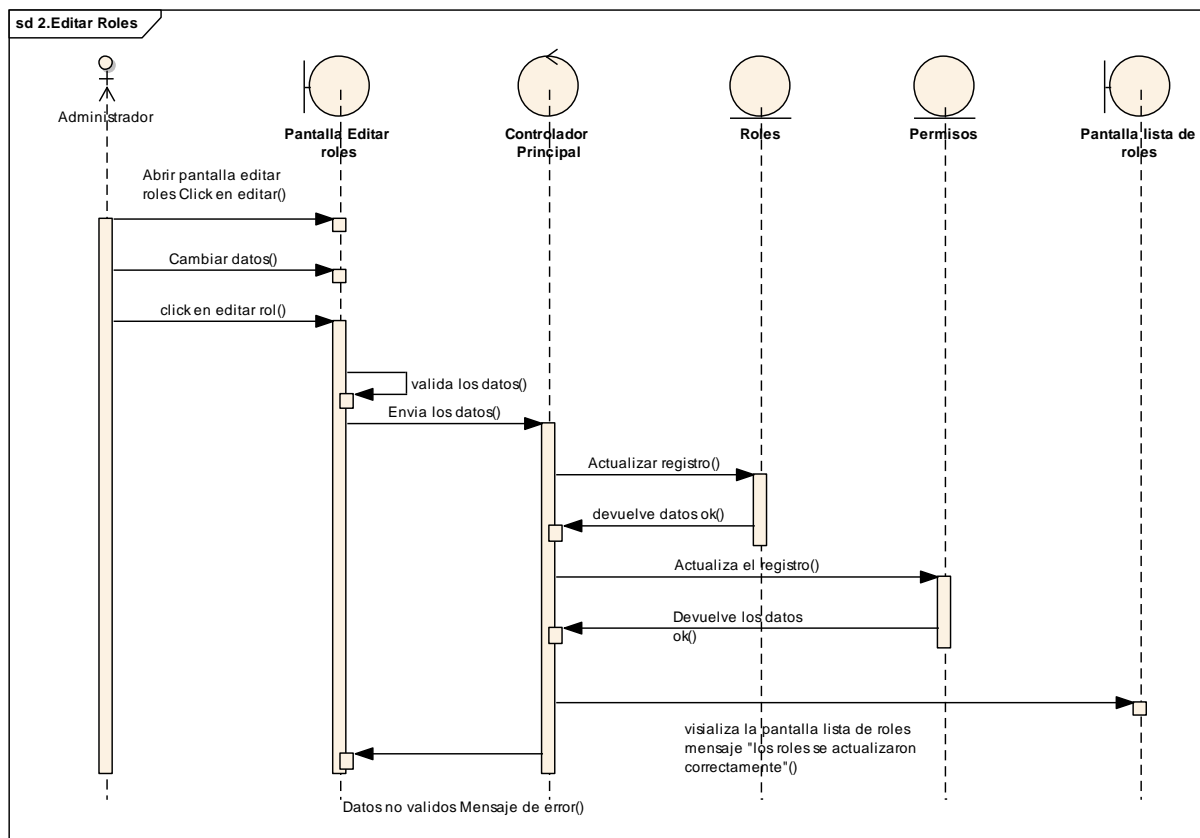 sd 2.Editar Roles
Administrador
Pantalla Editar
roles
Controlador
Principal
Roles
Permisos
Pantalla lista de
roles
Abrir pantalla editar
roles Click en editar()
Cambiar datos()
click en editar rol()
valida los datos()
Envia los datos()
Actualizar registro()
devuelve datos ok()
Actualiza el registro()
Devuelve los datos
ok()
visializa la pantalla lista de roles
mensaje "los roles se actualizaron
correctamente"()
Datos no validos Mensaje de error()